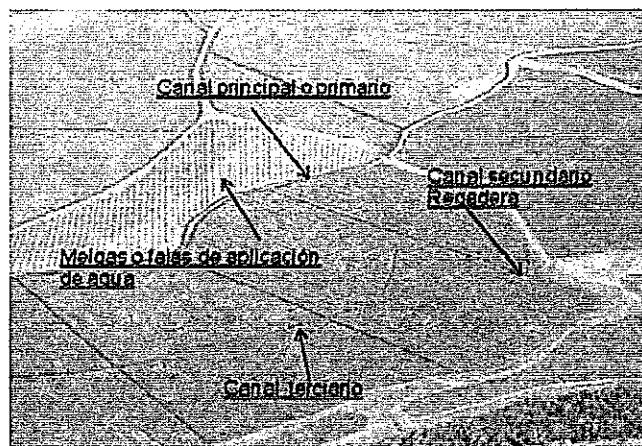 Canal principal o primario
Canal secundario
Regadera
Melgas o fajas de aplicación
de agua
Canal terciario